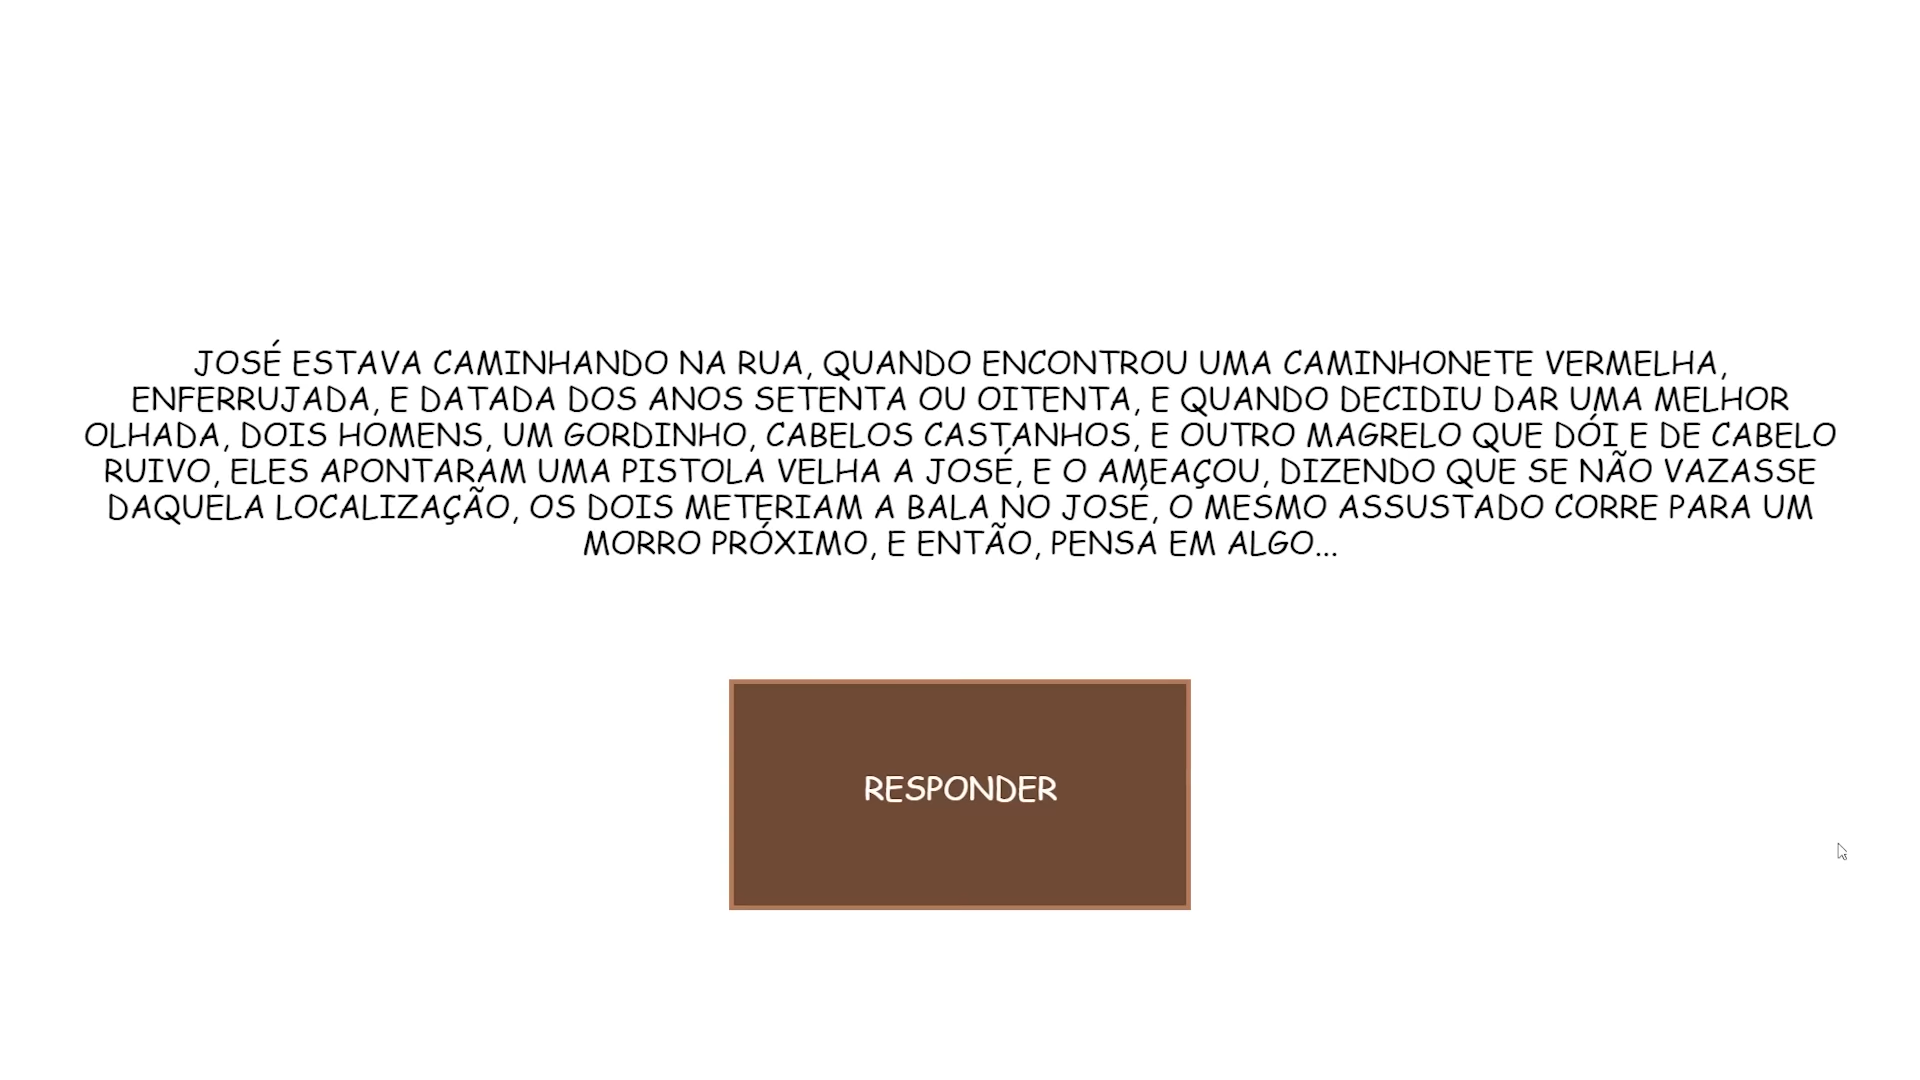 JOSÉ ESTAVA CAMINHANDO NA RUA, QUANDO ENCONTROU UMA CAMINHONETE VERMELHA,
ENFERRUJADA, E DATADA DOS ANOS SETENTA OU OITENTA, E QUANDO DECIDIU DAR UMA MELHOR
OLHADA, DOIS HOMENS, UM GORDINHO, CABELOS CASTANHOS, E OUTRO MAGRELO QUE DÓI E DE CABELO
RUIVO, ELES APONTARAM UMA PISTOLA VELHA A JOSÉ, E O AMEAÇOU, DIZENDO QUE SE NÃO VAZASSE
DAQUELA LOCALIZAÇÃO, OS DOIS METERIAM A BALA NO JOSÉ, O MESMO ASSUSTADO CORRE PARA UM
MORRO PRÓXIMO, E ENTÃO, PENSA EM ALGO...
RESPONDER